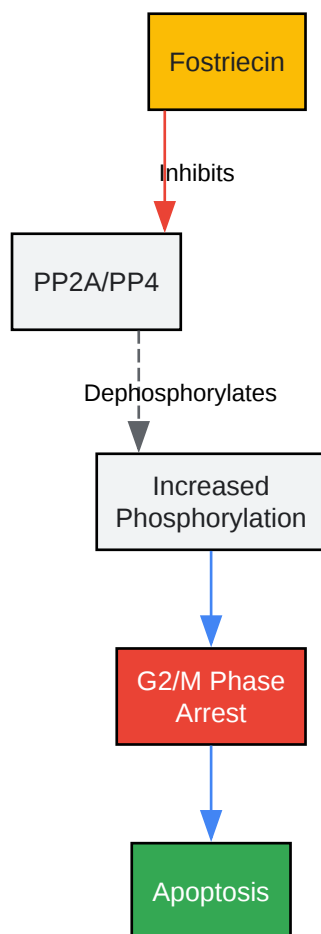 Fostriecin
Inhibits
PP2A/PP4
Dephosphorylates
Increased
Phosphorylation
G2/M Phase
Arrest
Apoptosis